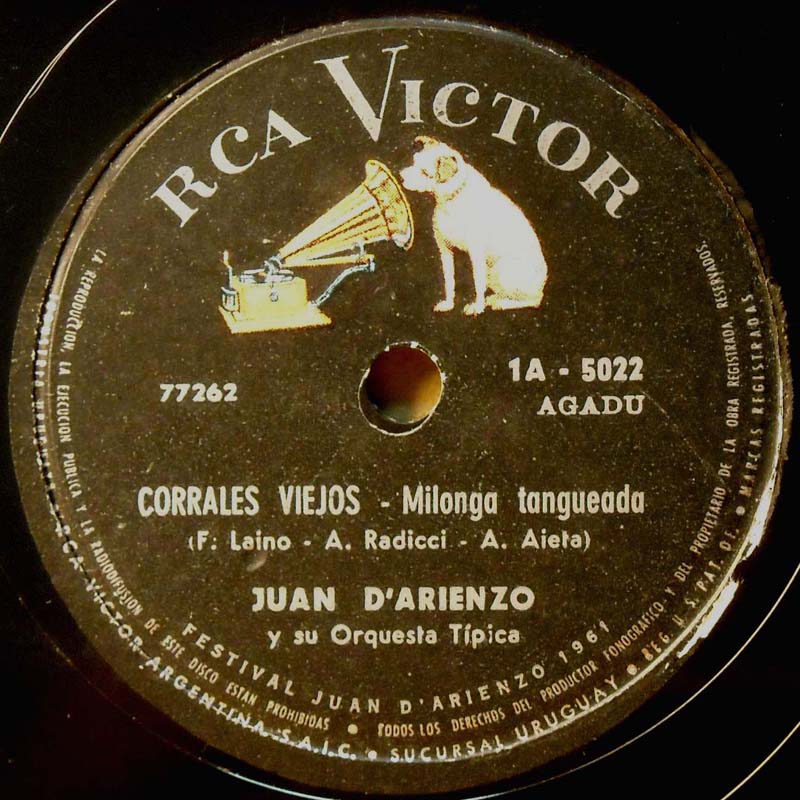 RCA VICTOR
77262
1A - 5022
AGADU
CORRALES VIEJOS - Milonga tangueada
(F. Laino - A. Radicci - A. Aieta)
JUAN D'ARIENZO
y su Orquesta Típica
FESTIVAL JUAN D'ARIENZO 1961
LA REPRODUCCION, LA EJECUCION PUBLICA Y LA RADIODIFUSION DE ESTE DISCO ESTAN PROHIBIDAS • TODOS LOS DERECHOS DEL PRODUCTOR FONOGRAFICO Y DEL PROPIETARIO DE LA OBRA REGISTRADA, RESERVADOS.
RCA VICTOR ARGENTINA, S.A.I.C. • SUCURSAL URUGUAY • REG. U.S. PAT. OF. • MARCAS REGISTRADAS